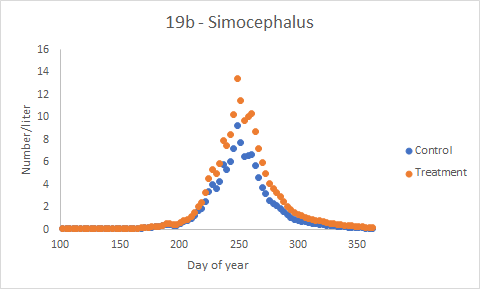 19b - Simocephalus
16
14
12
10
8
6
4
2
0
100 150 200 250 300 350
Number/liter
Day of year
Control
Treatment